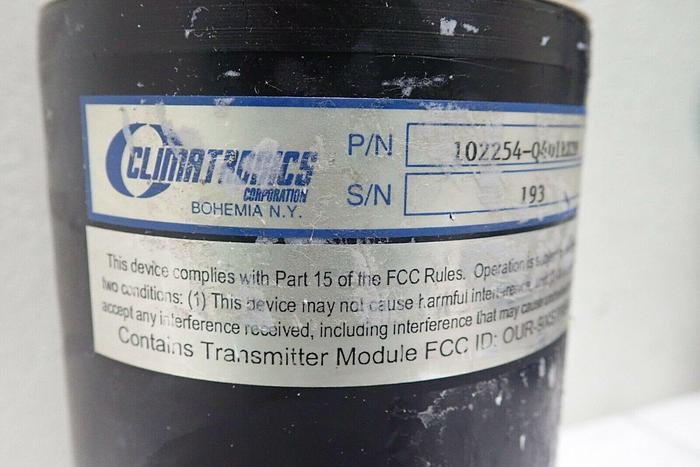 CLIMATRONICS
CORPORATION
BOHEMIA N.Y.
P/N
S/N 193
This device complies with Part 15 of the FCC Rules. Operation is
two conditions: (1) This device may not cause harmful
accept any interference received, including interference that may cause
Contains Transmitter Module FCC ID: